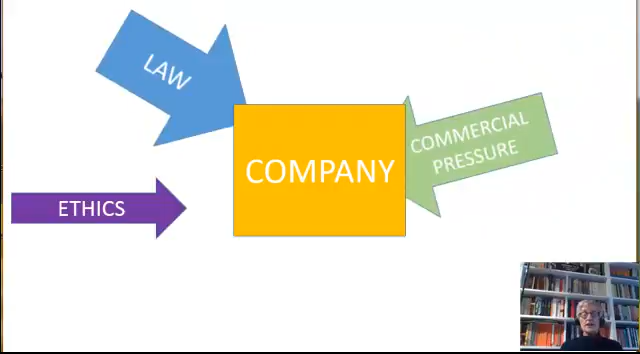 LAW
COMMERCIAL
PRESSURE
COMPANY
ETHICS